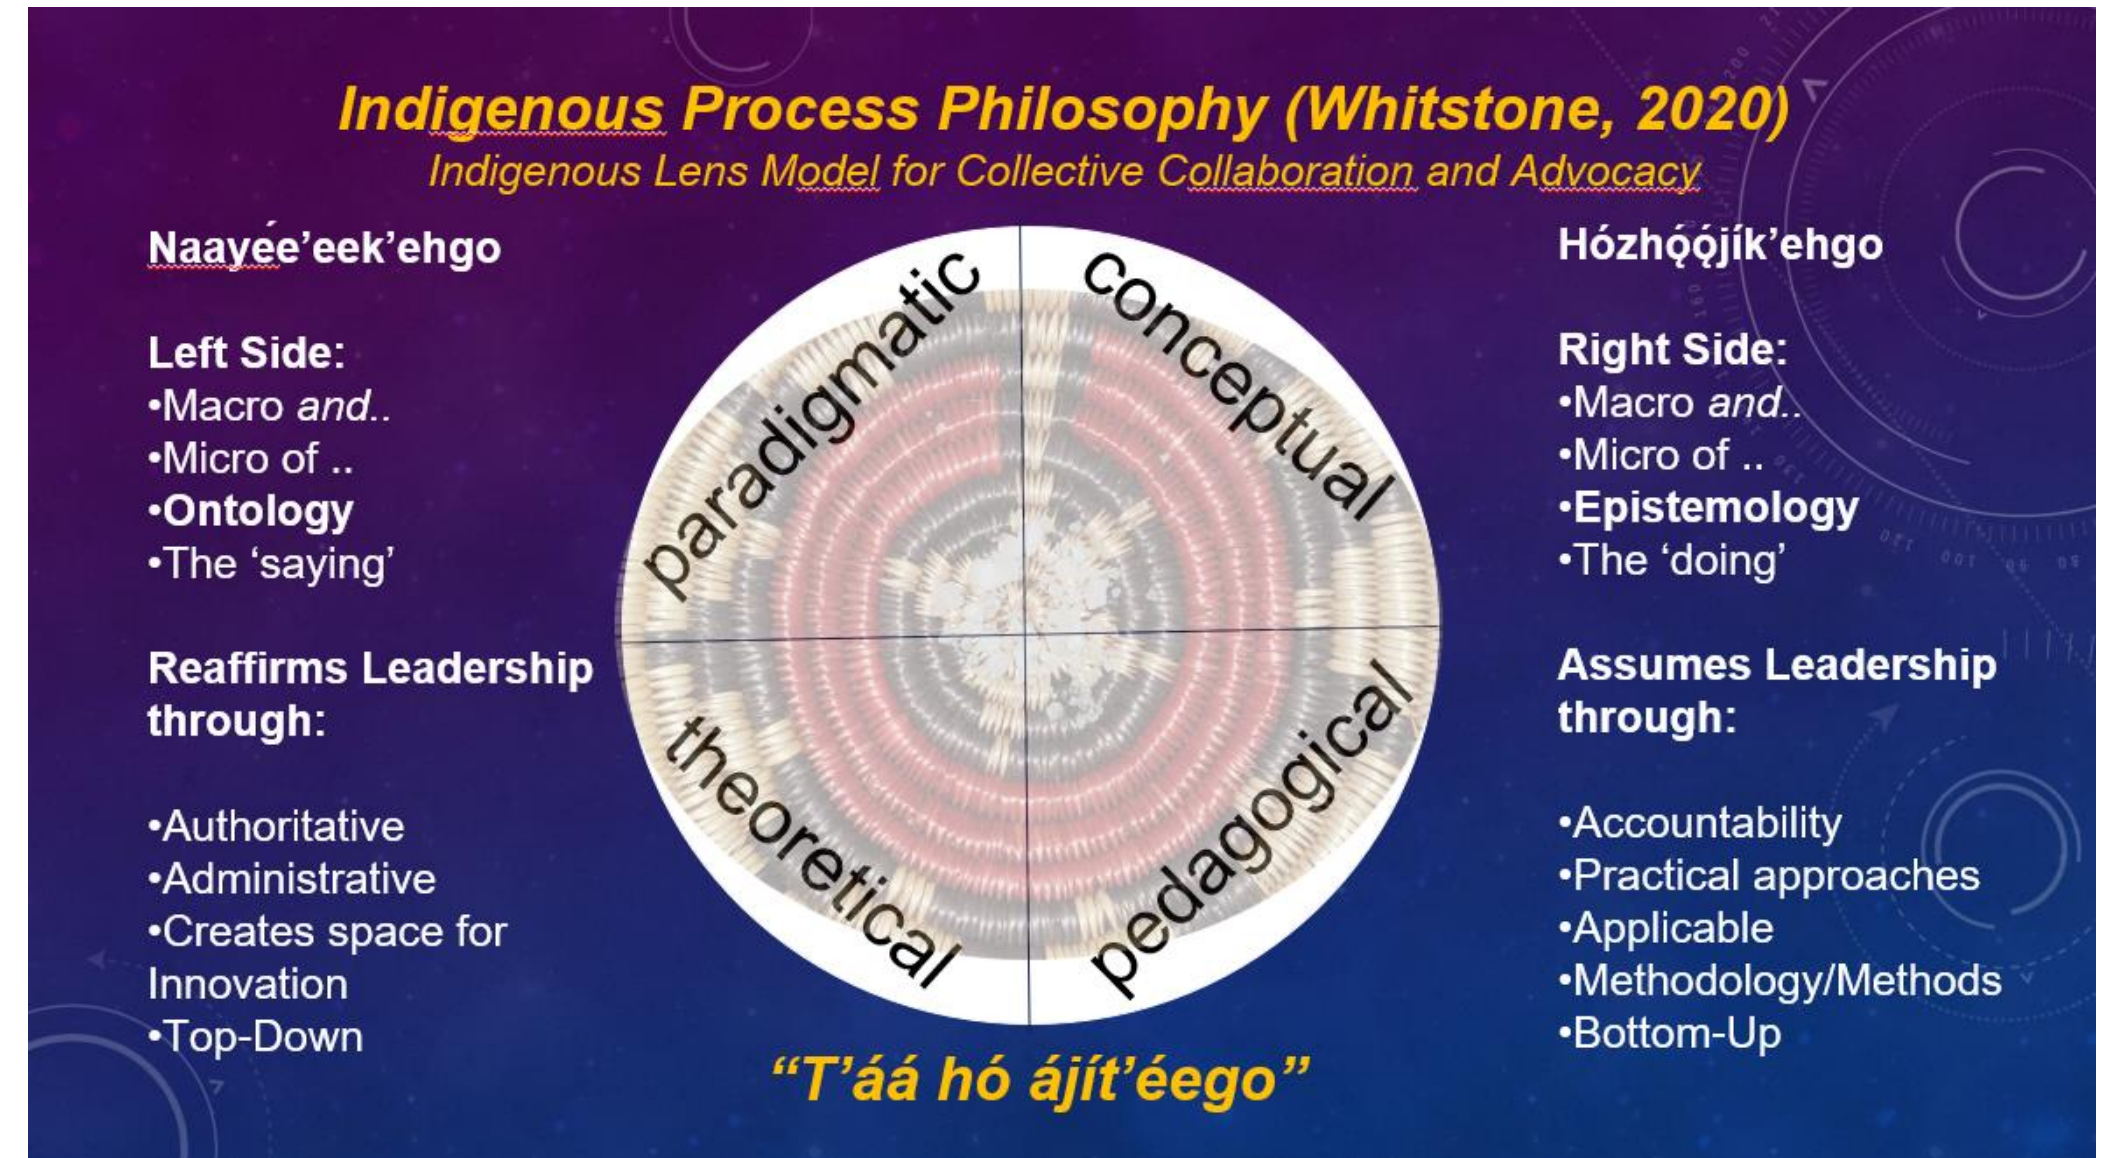 Indigenous Process Philosophy (Whitstone, 2020)
Indigenous Lens Model for Collective Collaboration and Advocacy
Naayéé’eek’ehgo
Left Side:
•Macro and..
•Micro of ..
•Ontology
•The ‘saying’
Reaffirms Leadership
through:
•Authoritative
•Administrative
•Creates space for
Innovation
•Top-Down
paradigmatic
conceptual
theoretical
pedagogical
“T’áá hó ájít’éego”
Hózhǫ́ǫ́jík’ehgo
Right Side:
•Macro and..
•Micro of ..
•Epistemology
•The ‘doing’
Assumes Leadership
through:
•Accountability
•Practical approaches
•Applicable
•Methodology/Methods
•Bottom-Up